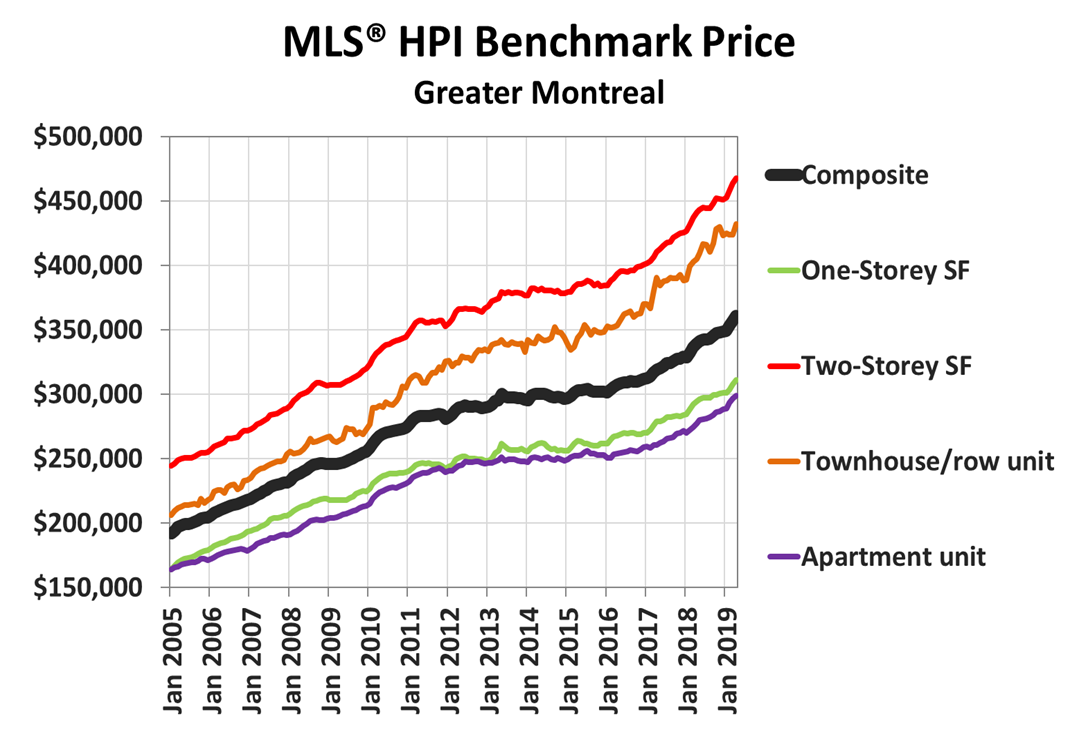 MLS® HPI Benchmark Price
Greater Montreal
$500,000
$450,000
$400,000
$350,000
$300,000
$250,000
$200,000
$150,000
Jan 2005
Jan 2006
Jan 2007
Jan 2008
Jan 2009
Jan 2010
Jan 2011
Jan 2012
Jan 2013
Jan 2014
Jan 2015
Jan 2016
Jan 2017
Jan 2018
Jan 2019
Composite
One-Storey SF
Two-Storey SF
Townhouse/row unit
Apartment unit